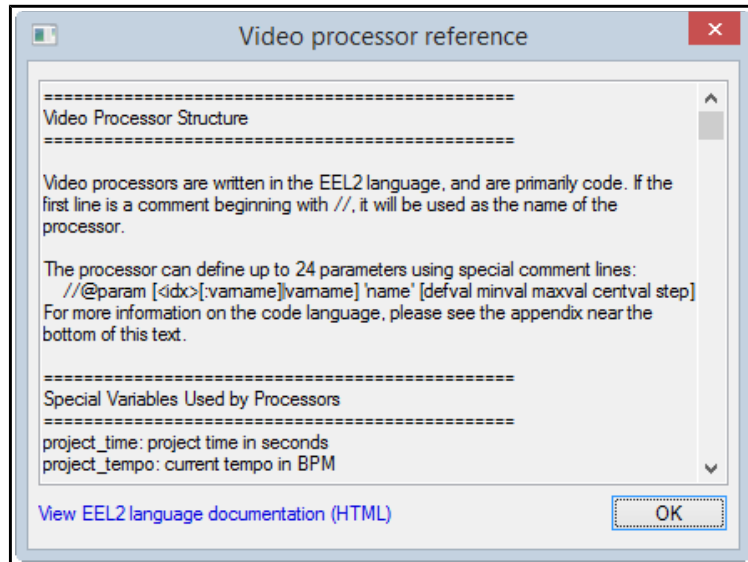 Video processor reference
===============================================
Video Processor Structure
===============================================
Video processors are written in the EEL2 language, and are primarily code. If the
first line is a comment beginning with //, it will be used as the name of the
processor.
The processor can define up to 24 parameters using special comment lines:
//@param [<idx>[:varname]|varname] 'name' [defval minval maxval centval step]
For more information on the code language, please see the appendix near the
bottom of this text.
===============================================
Special Variables Used by Processors
===============================================
project_time: project time in seconds
project_tempo: current tempo in BPM
View EEL2 language documentation (HTML)
OK